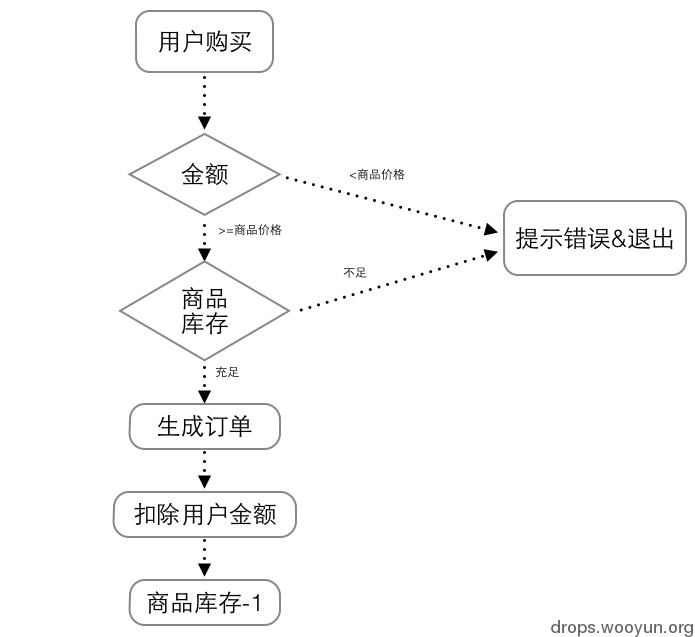 用户购买
金额
<商品价格
>=商品价格
提示错误&退出
不足
商品
库存
充足
生成订单
扣除用户金额
商品库存-1
drops.wooyun.org